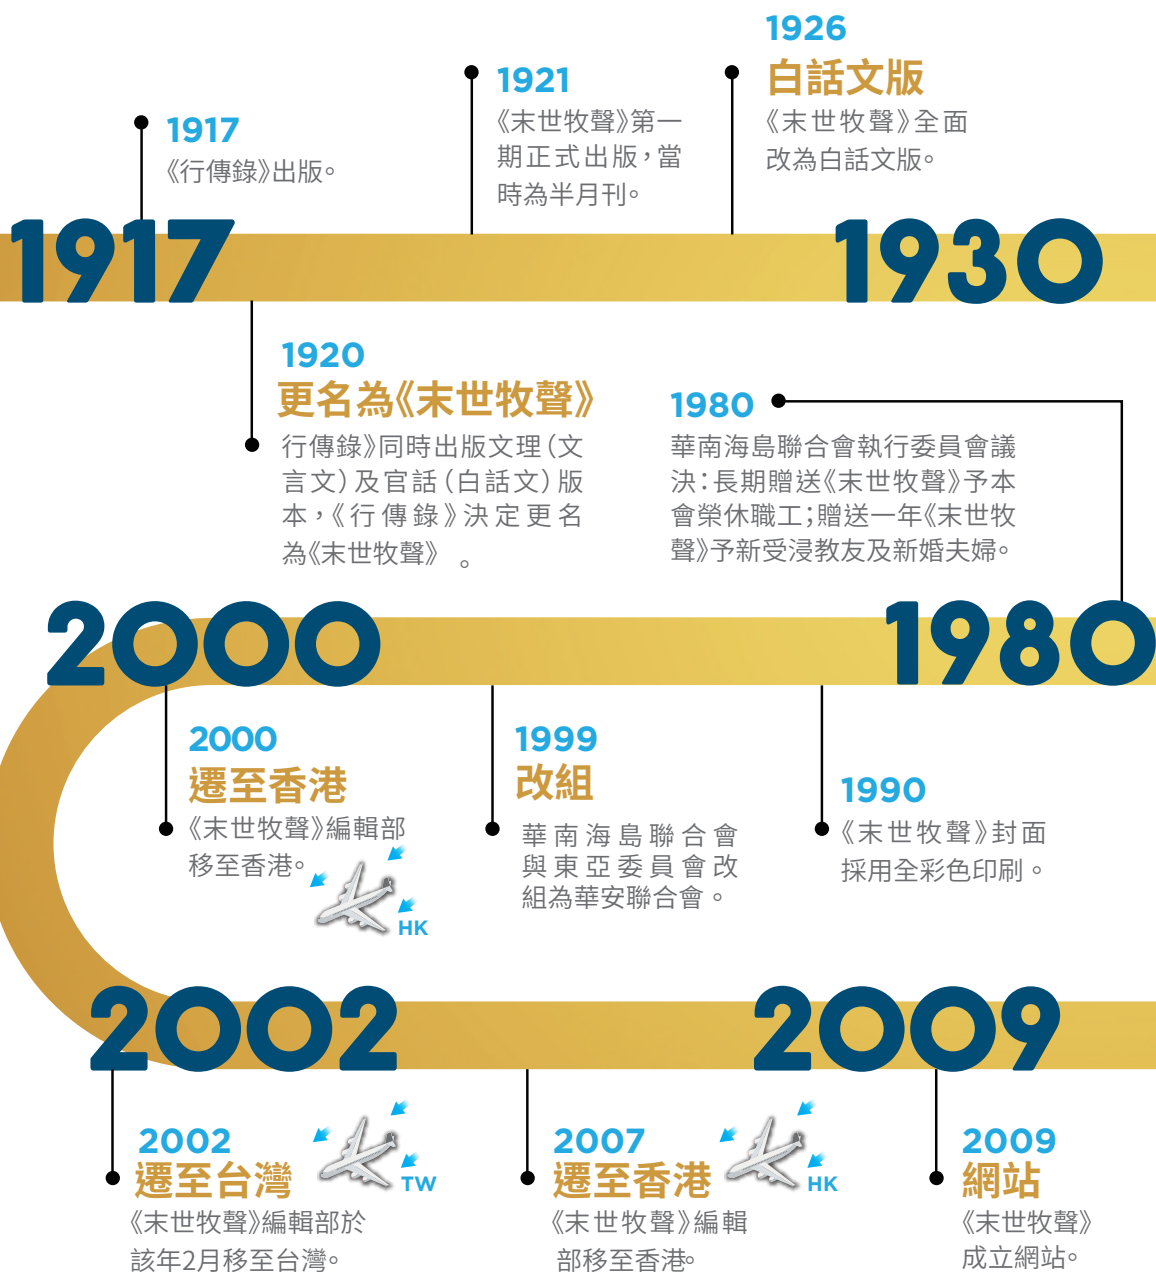 1926
白話文版
《末世牧聲》全面
改為白話文版。
1921
《末世牧聲》第一
期正式出版，當
時為半月刊。
1917
《行傳錄》出版。
1917
1930
1920
更名為《末世牧聲》
行傳錄》同時出版文理（文
言文）及官話（白話文）版
本，《行傳錄》決定更名
為《末世牧聲》 。
1980
華南海島聯合會執行委員會議
決：長期贈送《末世牧聲》予本
會榮休職工；贈送一年《末世牧
聲》予新受浸教友及新婚夫婦。
2000
1980
2000
遷至香港
《末世牧聲》編輯部
移至香港。
HK
1999
改組
華南海島聯合會
與東亞委員會改
組為華安聯合會。
1990
《末世牧聲》封面
採用全彩色印刷。
2002
2009
2002
遷至台灣
TW
《末世牧聲》編輯部於
該年2月移至台灣。
2007
遷至香港
HK
《末世牧聲》編輯
部移至香港。
2009
網站
《末世牧聲》
成立網站。